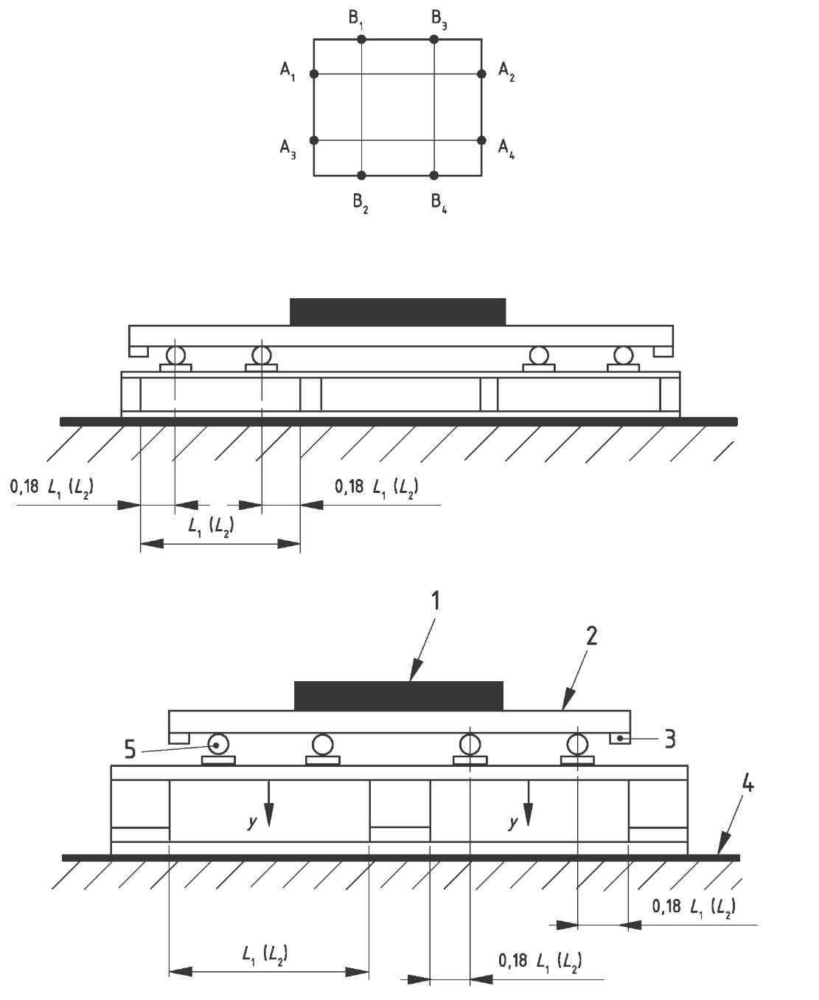 B1 B3
A1 A2
A3 A4
B2 B4
0,18 L1 (L2) 0,18 L1 (L2)
L1 (L2)
1
2
5 3
4
y y
0,18 L1 (L2)
L1 (L2) 0,18 L1 (L2)